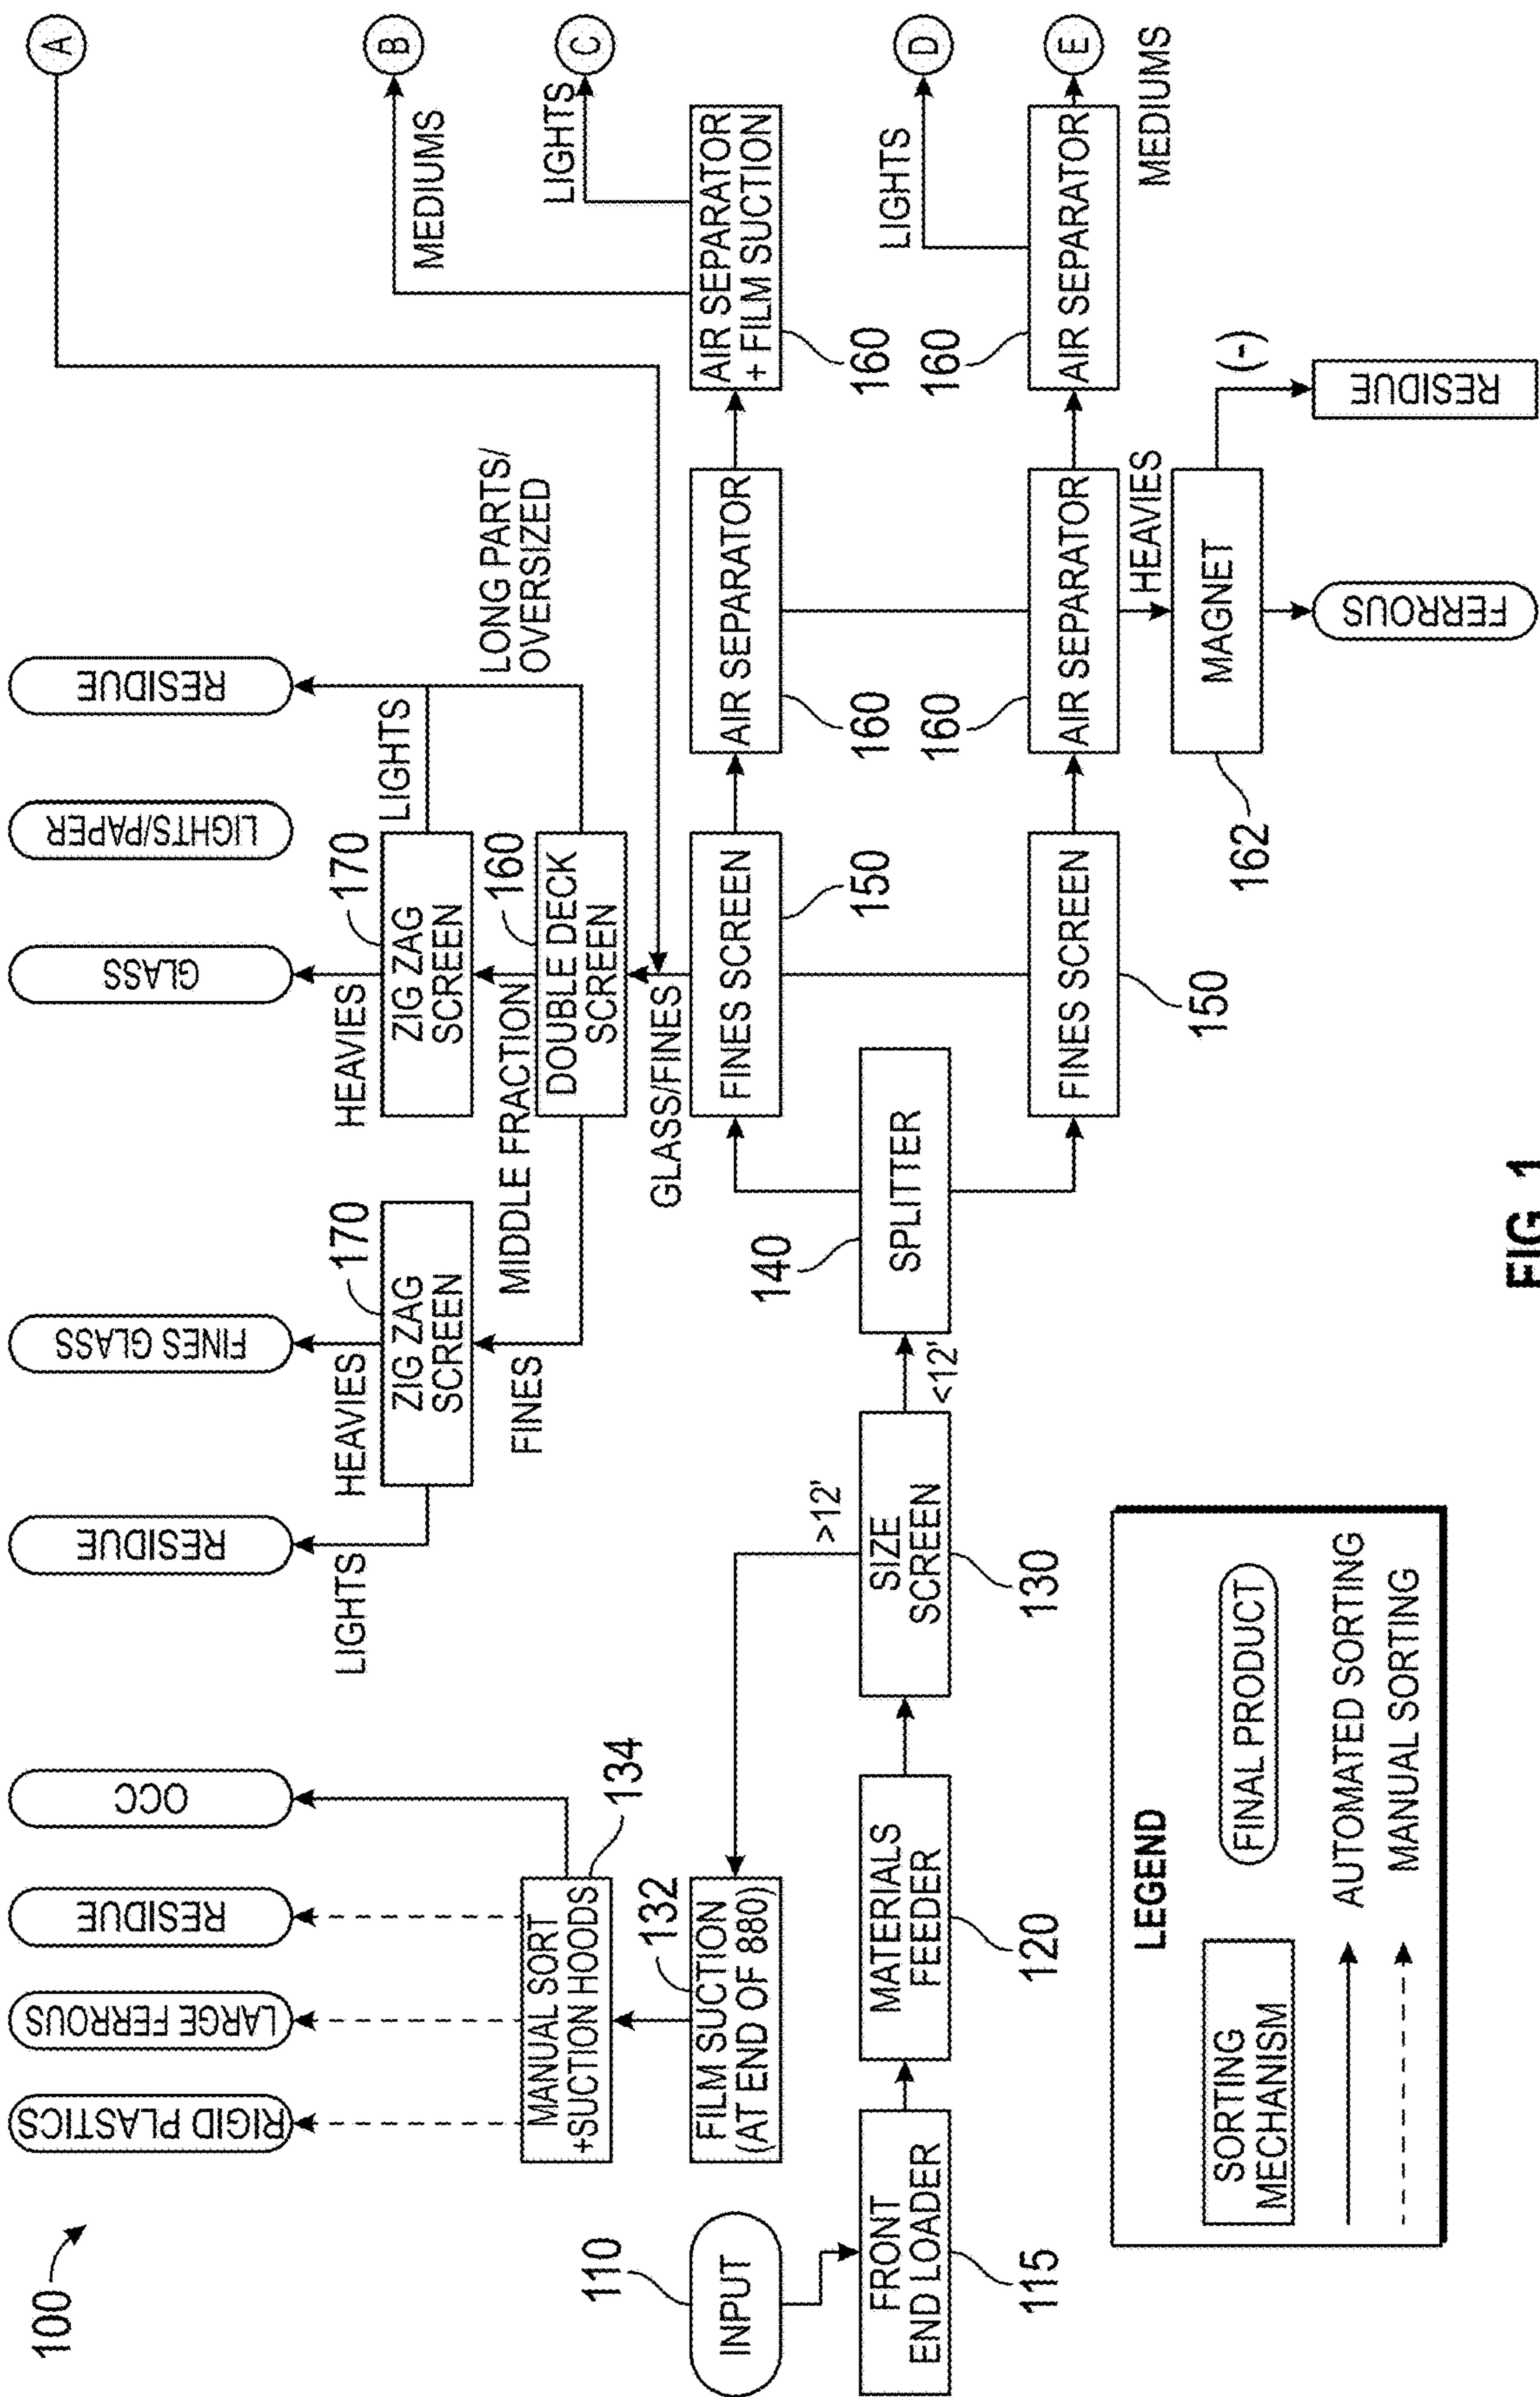 100
RIGID PLASTICS
LARGE FERROUS
RESIDUE
OCC
RESIDUE
FINES GLASS
GLASS
LIGHTS/PAPER
RESIDUE
A
LIGHTS
HEAVIES
HEAVIES
LIGHTS
B
MEDIUMS
170
ZIG ZAG
SCREEN
170
ZIG ZAG
SCREEN
FINES
MIDDLE FRACTION
LONG PARTS/
OVERSIZED
134
MANUAL SORT
+SUCTION HOODS
160
DOUBLE DECK
SCREEN
LIGHTS
C
GLASS/FINES
110
INPUT
132
FILM SUCTION
(AT END OF 880)
FINES SCREEN
150
AIR SEPARATOR
160
AIR SEPARATOR
+ FILM SUCTION
160
115
FRONT
END LOADER
120
MATERIALS
FEEDER
130
SIZE
SCREEN
>12'
<12'
140
SPLITTER
LIGHTS
D
FINES SCREEN
150
160
AIR SEPARATOR
160
AIR SEPARATOR
E
MEDIUMS
HEAVIES
MAGNET
162
(-)
FERROUS
RESIDUE
LEGEND
SORTING
MECHANISM
FINAL PRODUCT
AUTOMATED SORTING
MANUAL SORTING
FIG. 1